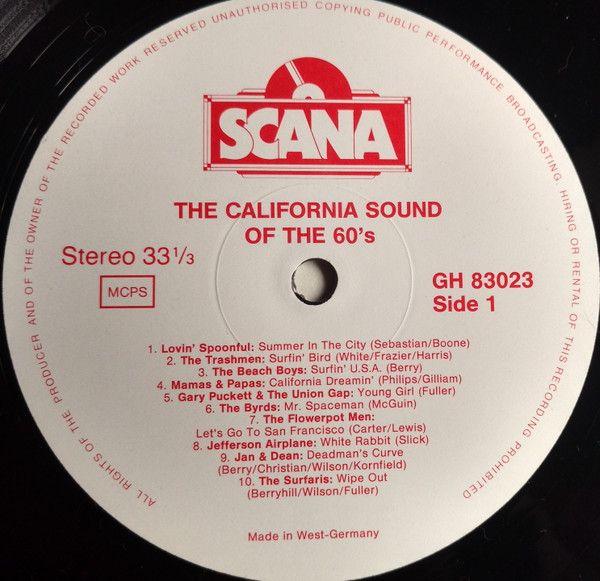 ALL RIGHTS OF THE PRODUCER AND OF THE OWNER OF THE RECORDED WORK RESERVED UNAUTHORISED COPYING PUBLIC PERFORMANCE BROADCASTING, HIRING OR RENTAL OF THIS RECORDING PROHIBITED
SCANA
THE CALIFORNIA SOUND
OF THE 60's
Stereo 33 1/3
MCPS
GH 83023
Side 1
1. Lovin' Spoonful: Summer In The City (Sebastian/Boone)
2. The Trashmen: Surfin' Bird (White/Frazier/Harris)
3. The Beach Boys: Surfin' U.S.A. (Berry)
4. Mamas & Papas: California Dreamin' (Philips/Gilliam)
5. Gary Puckett & The Union Gap: Young Girl (Fuller)
6. The Byrds: Mr. Spaceman (McGuin)
7. The Flowerpot Men:
Let's Go To San Francisco (Carter/Lewis)
8. Jefferson Airplane: White Rabbit (Slick)
9. Jan & Dean: Deadman's Curve
(Berry/Christian/Wilson/Kornfield)
10. The Surfaris: Wipe Out
(Berryhill/Wilson/Fuller)
Made in West-Germany